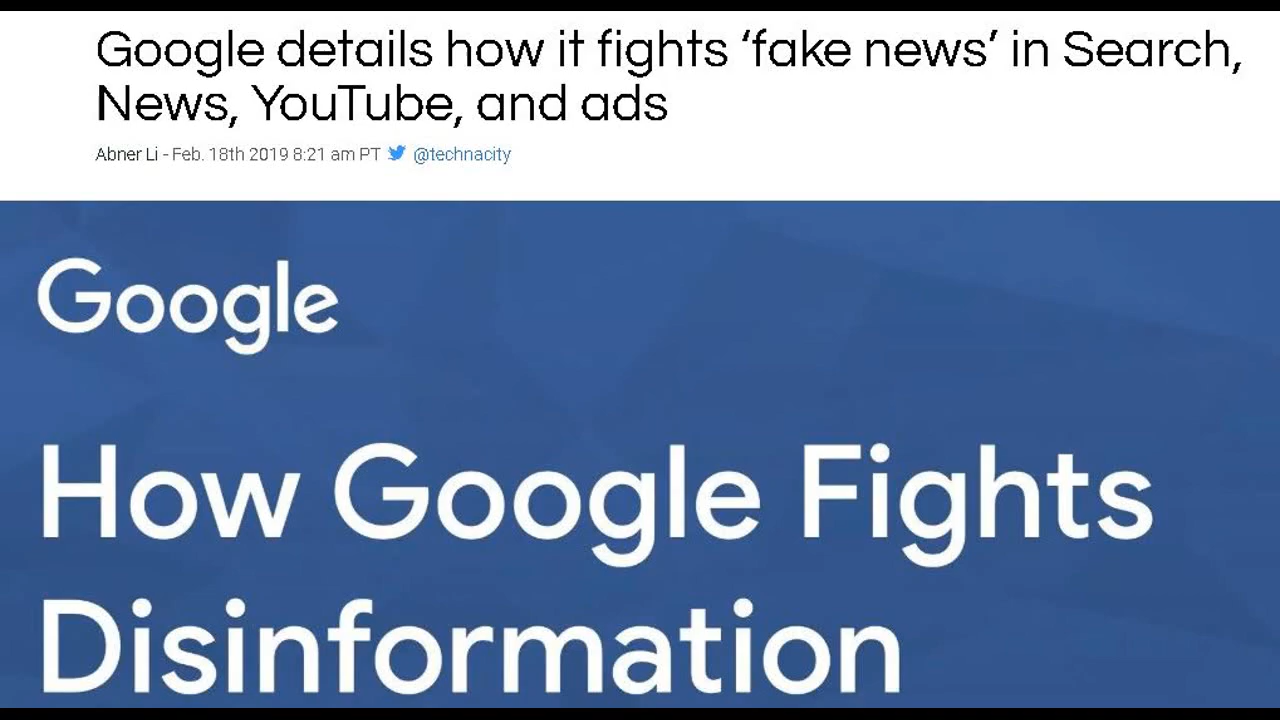 Google details how it fights ‘fake news’ in Search,
News, YouTube, and ads
Abner Li - Feb. 18th 2019 8:21 am PT @technacity
Google
How Google Fights
Disinformation